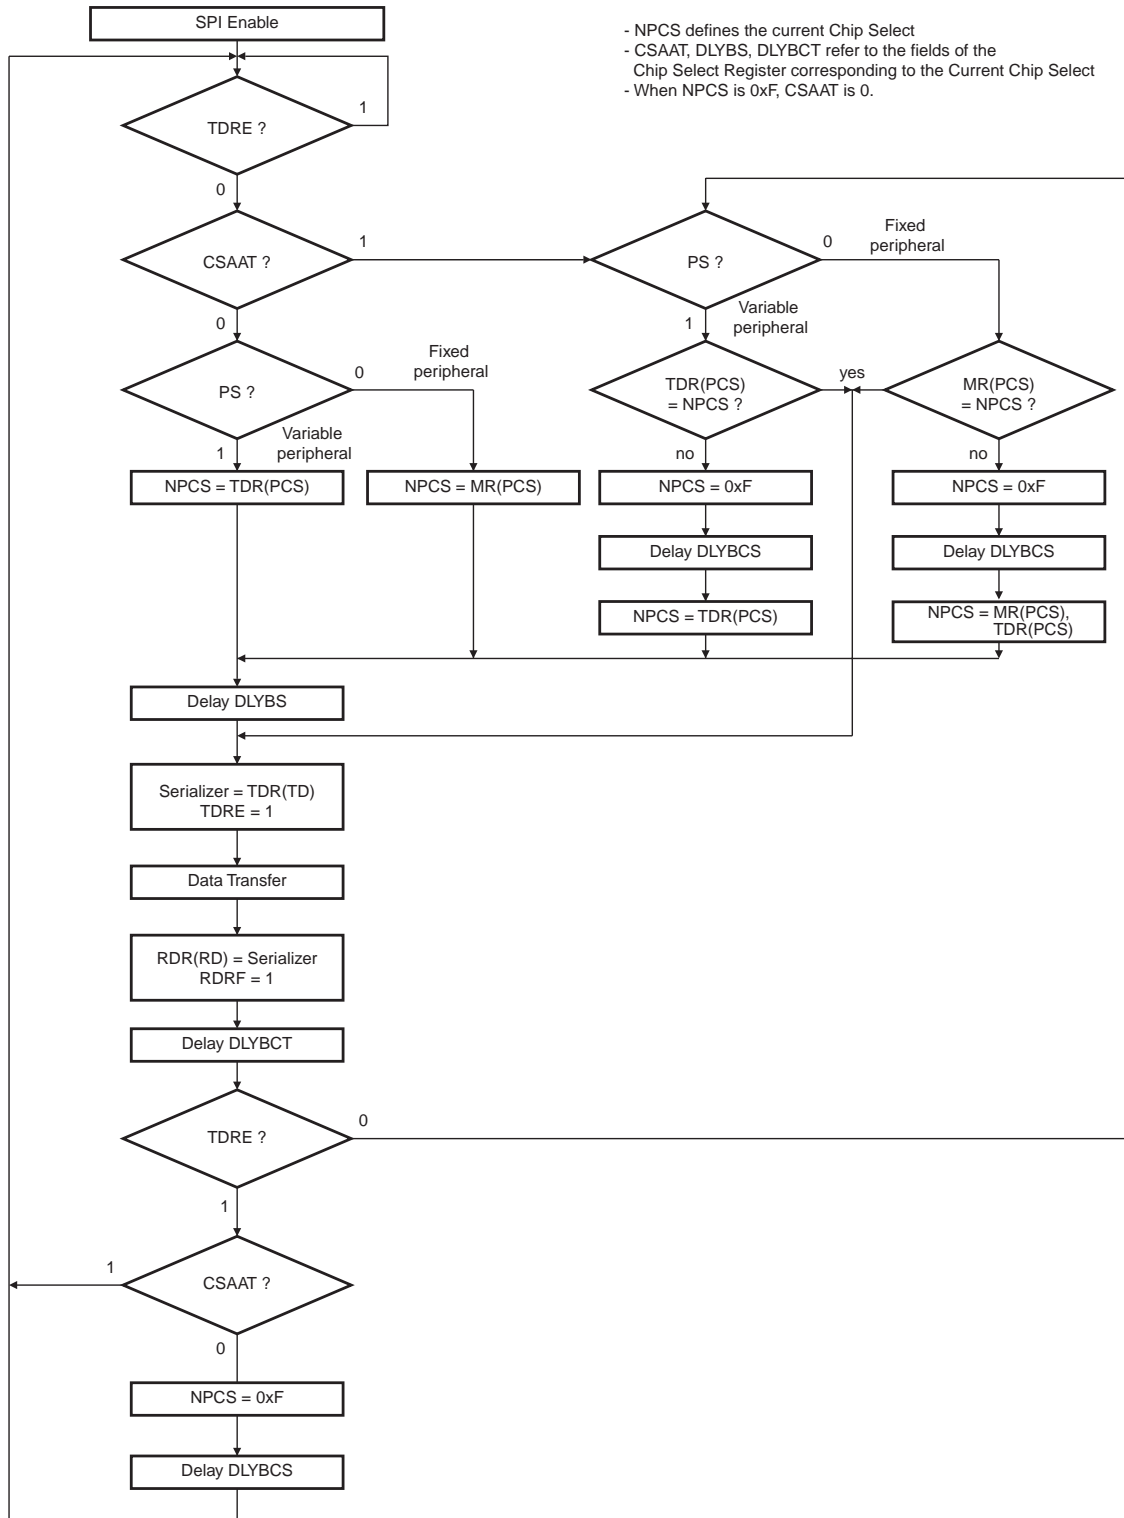 SPI Enable
- NPCS defines the current Chip Select
- CSAAT, DLYBS, DLYBCT refer to the fields of the
Chip Select Register corresponding to the Current Chip Select
- When NPCS is 0xF, CSAAT is 0.
1
TDRE ?
0
CSAAT ?
1
PS ?
0
Fixed
peripheral
0
1
Variable
peripheral
PS ?
0
Fixed
peripheral
TDR(PCS)
= NPCS ?
yes
MR(PCS)
= NPCS ?
1
Variable
peripheral
no
no
NPCS = TDR(PCS)
NPCS = MR(PCS)
NPCS = 0xF
NPCS = 0xF
Delay DLYBCS
Delay DLYBCS
NPCS = TDR(PCS)
NPCS = MR(PCS),
TDR(PCS)
Delay DLYBS
Serializer = TDR(TD)
TDRE = 1
Data Transfer
RDR(RD) = Serializer
RDRF = 1
Delay DLYBCT
TDRE ?
0
1
CSAAT ?
1
0
NPCS = 0xF
Delay DLYBCS